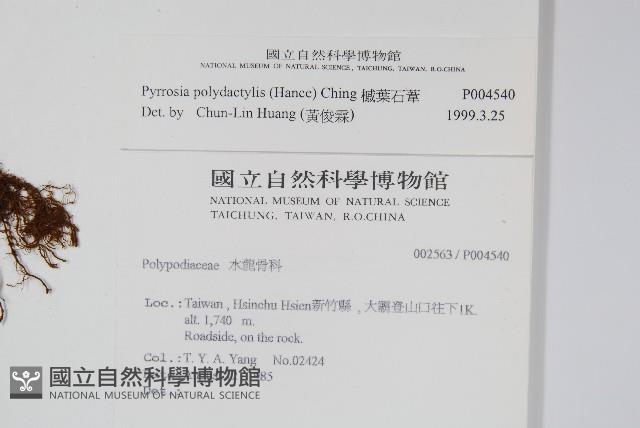 國立自然科學博物館
NATIONAL MUSEUM OF NATURAL SCIENCE, TAICHUNG, TAIWAN, R.O.CHINA
Pyrrosia polydactylis (Hance) Ching 槭葉石葦 P004540
Det. by Chun-Lin Huang (黃俊霖) 1999.3.25
國立自然科學博物館
NATIONAL MUSEUM OF NATURAL SCIENCE
TAICHUNG, TAIWAN, R.O.CHINA
002563 / P004540
Polypodiaceae 水龍骨科
Loc.: Taiwan, Hsinchu Hsien新竹縣, 大霸登山口往下1K.
alt. 1,740 m.
Roadside, on the rock.
Col.: T. Y. A. Yang No.02424
國立自然科學博物館
NATIONAL MUSEUM OF NATURAL SCIENCE